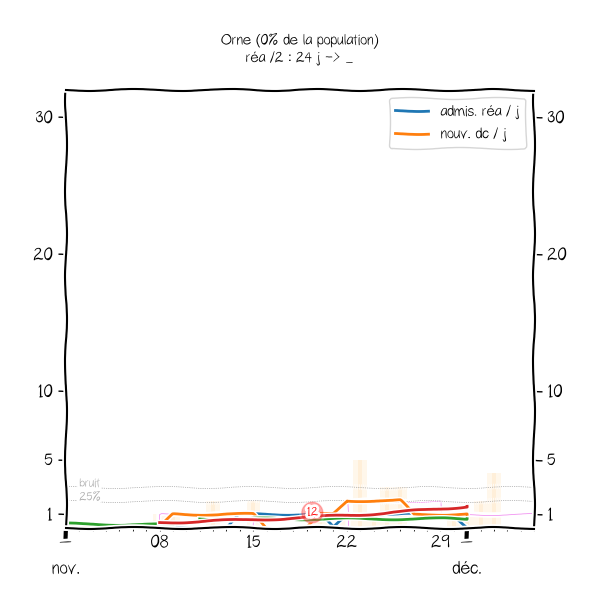 Orne (0% de la population)
réa /2 : 24 j -> _
admis. réa / j
nouv. dc / j
30
30
20
20
10
10
5
5
bruit
25%
12
1
1
08
15
22
29
nov.
déc.